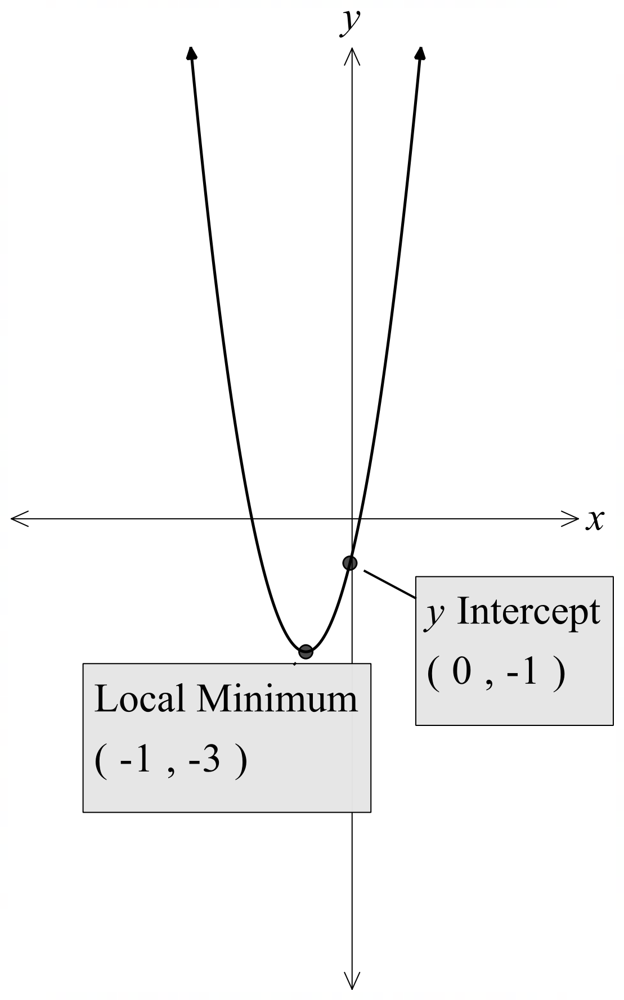 y
x
y Intercept
( 0 , -1 )
Local Minimum
( -1 , -3 )